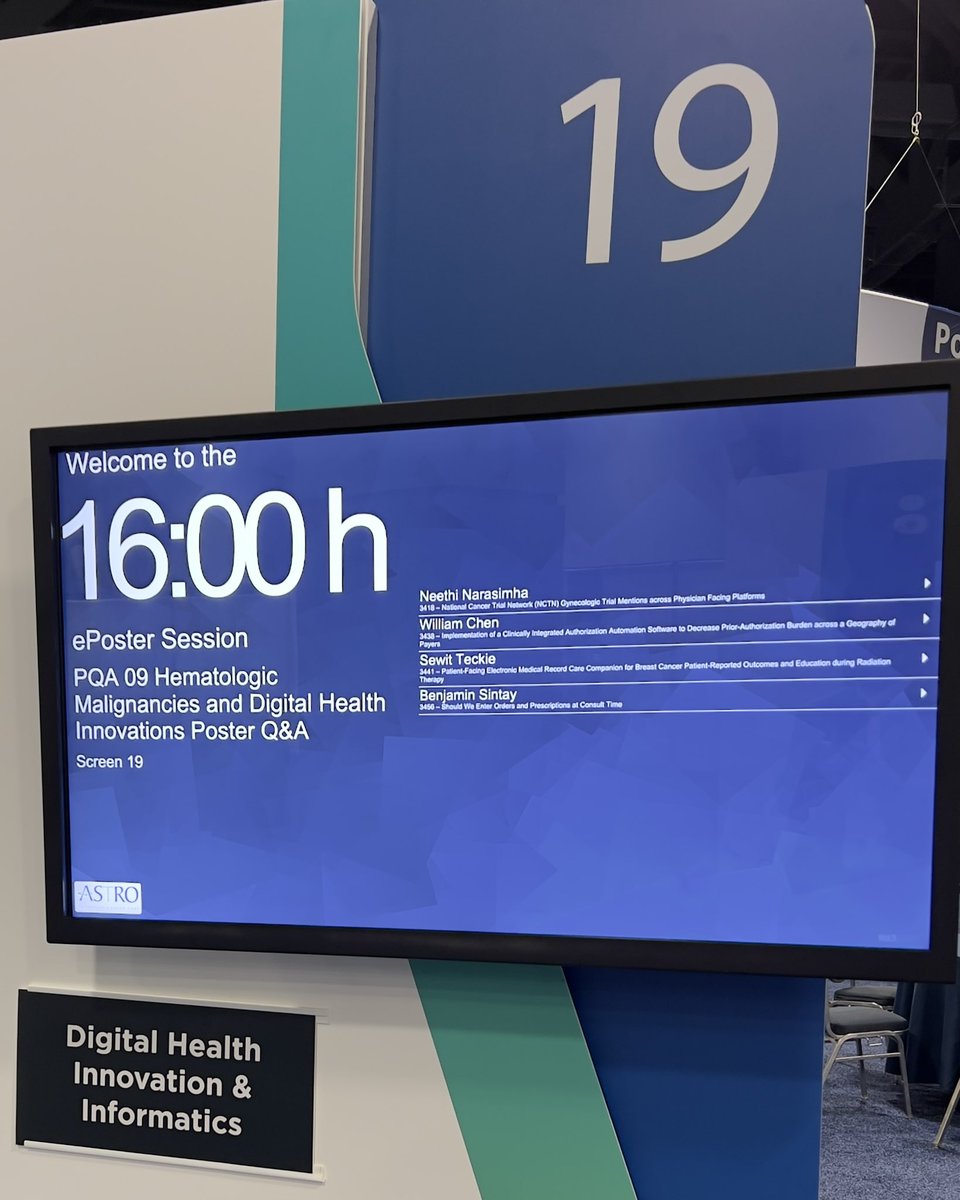 19
Po
Welcome to the
16:00 h
ePoster Session
PQA 09 Hematologic
Malignancies and Digital Health
Innovations Poster Q&A
Screen 19
Neethi Narasimha
3418 – National Cancer Trial Network (NCTN) Gynecologic Trial Mentions across Physician Facing Platforms
William Chen
3438 – Implementation of a Clinically Integrated Authorization Automation Software to Decrease Prior-Authorization Burden across a Geography of
Payers
Sewit Teckie
3441 – Patient-Facing Electronic Medical Record Care Companion for Breast Cancer Patient-Reported Outcomes and Education during Radiation
Therapy
Benjamin Sintay
3456 – Should We Enter Orders and Prescriptions at Consult Time
ASTRO
Digital Health
Innovation &
Informatics